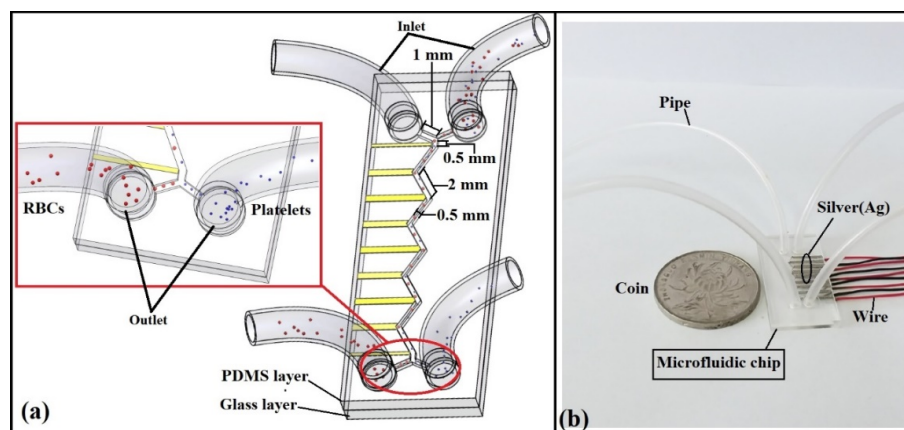 Inlet
1 mm
0.5 mm
2 mm
0.5 mm
RBCs
Platelets
Outlet
PDMS layer
Glass layer
(a)
Pipe
Silver(Ag)
Coin
Wire
Microfluidic chip
(b)